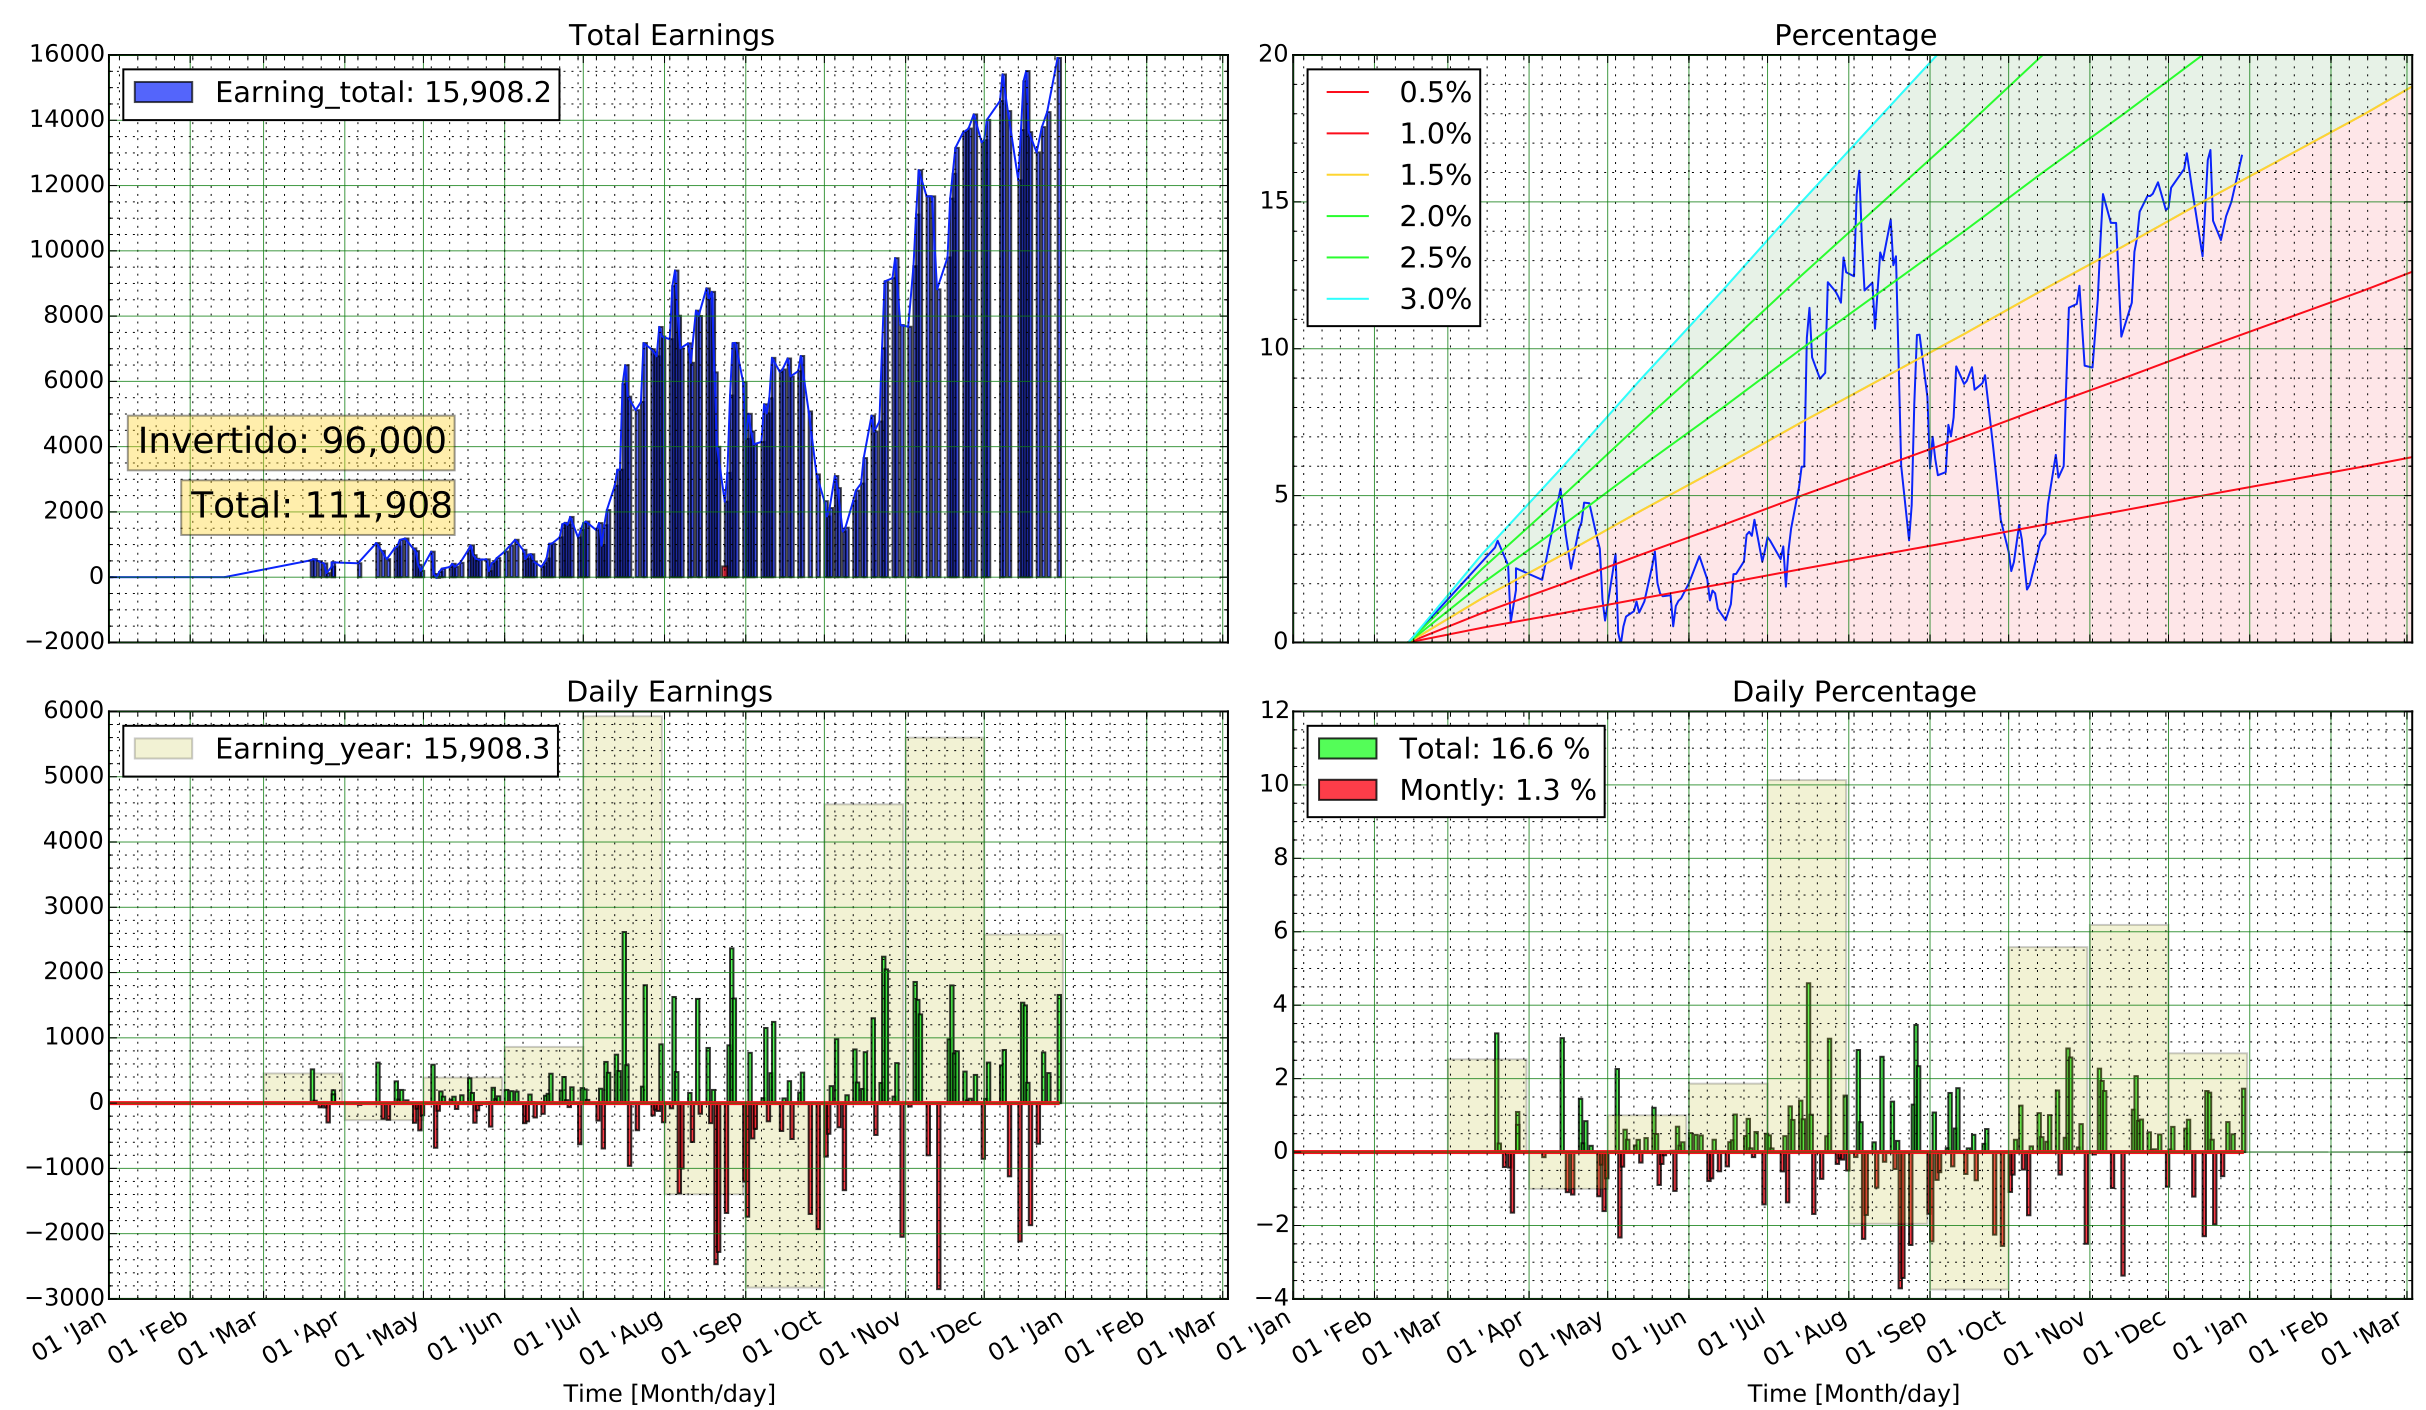 Total Earnings
16000
14000
12000
10000
8000
6000
4000
2000
0
−2000
Earning_total: 15,908.2
Invertido: 96,000
Total: 111,908
Percentage
20
15
10
5
0
0.5%
1.0%
1.5%
2.0%
2.5%
3.0%
Daily Earnings
6000
5000
4000
3000
2000
1000
0
−1000
−2000
−3000
Earning_year: 15,908.3
01 'Jan
01 'Feb
01 'Mar
01 'Apr
01 'May
01 'Jun
01 'Jul
01 'Aug
01 'Sep
01 'Oct
01 'Nov
01 'Dec
01 'Jan
01 'Feb
01 'Mar
Time [Month/day]
Daily Percentage
12
10
8
6
4
2
0
−2
−4
Total: 16.6 %
Montly: 1.3 %
01 'Jan
01 'Feb
01 'Mar
01 'Apr
01 'May
01 'Jun
01 'Jul
01 'Aug
01 'Sep
01 'Oct
01 'Nov
01 'Dec
01 'Jan
01 'Feb
01 'Mar
Time [Month/day]